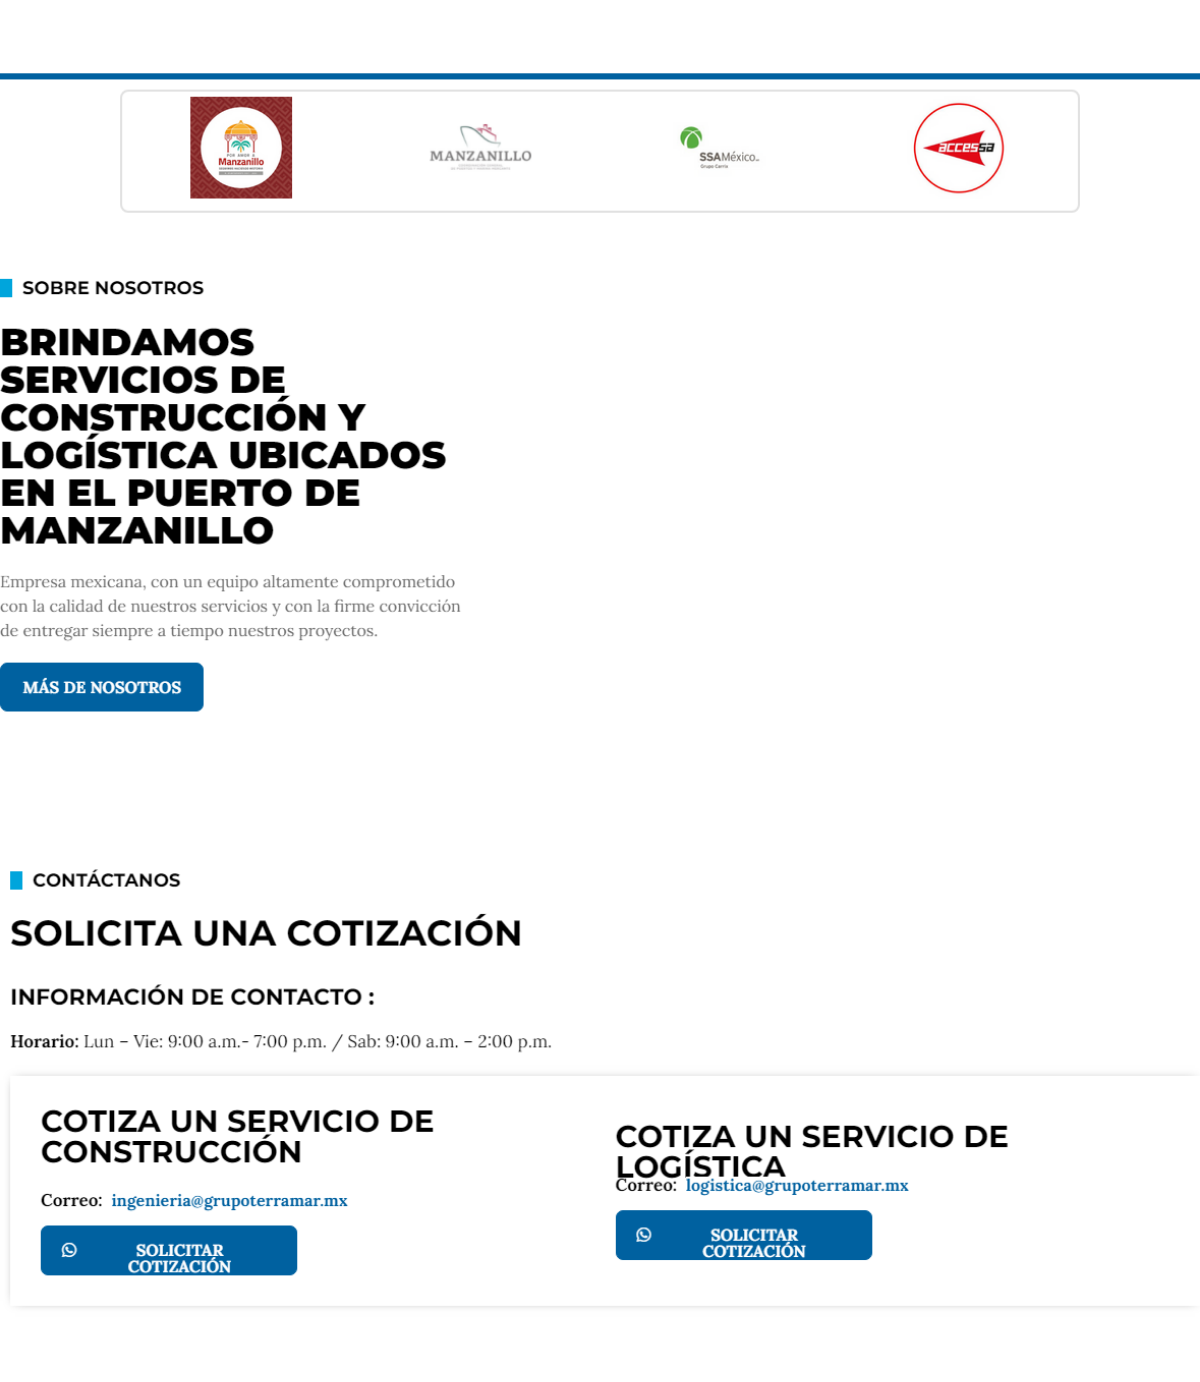 POR AMOR A
Manzanillo
MANZANILLO
SSAMéxico
Grupo Carrix
accessa
SOBRE NOSOTROS
BRINDAMOS
SERVICIOS DE
CONSTRUCCIÓN Y
LOGÍSTICA UBICADOS
EN EL PUERTO DE
MANZANILLO
Empresa mexicana, con un equipo altamente comprometido
con la calidad de nuestros servicios y con la firme convicción
de entregar siempre a tiempo nuestros proyectos.
MÁS DE NOSOTROS
CONTÁCTANOS
SOLICITA UNA COTIZACIÓN
INFORMACIÓN DE CONTACTO :
Horario: Lun – Vie: 9:00 a.m.- 7:00 p.m. / Sab: 9:00 a.m. – 2:00 p.m.
COTIZA UN SERVICIO DE
CONSTRUCCIÓN
Correo: ingenieria@grupoterramar.mx
SOLICITAR
COTIZACIÓN
COTIZA UN SERVICIO DE
LOGÍSTICA
Correo: logistica@grupoterramar.mx
SOLICITAR
COTIZACIÓN